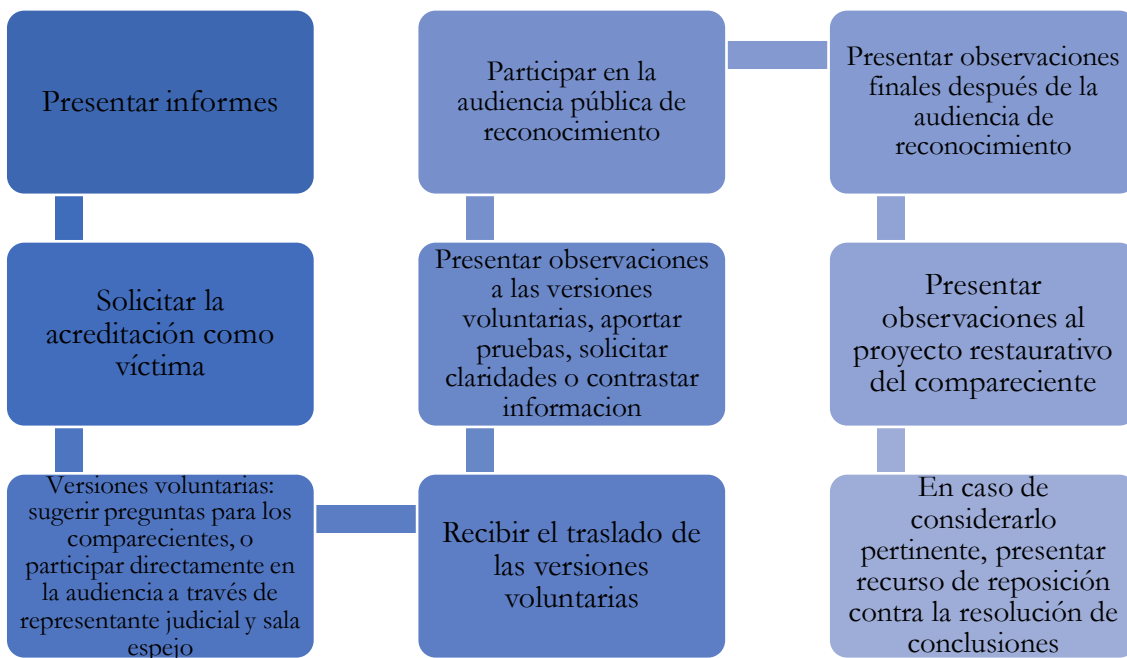 Presentar informes
Solicitar la
acreditación como
víctima
Versiones voluntarias:
sugerir preguntas para los
comparecientes, o
participar directamente en
la audiencia a través de
representante judicial y sala
espejo
Recibir el traslado de
las versiones
voluntarias
Presentar observaciones
a las versiones
voluntarias, aportar
pruebas, solicitar
claridades o contrastar
informacion
Participar en la
audiencia pública de
reconocimiento
Presentar observaciones
finales después de la
audiencia de
reconocimiento
Presentar
observaciones al
proyecto restaurativo
del compareciente
En caso de
considerarlo
pertinente, presentar
recurso de reposición
contra la resolución de
conclusiones